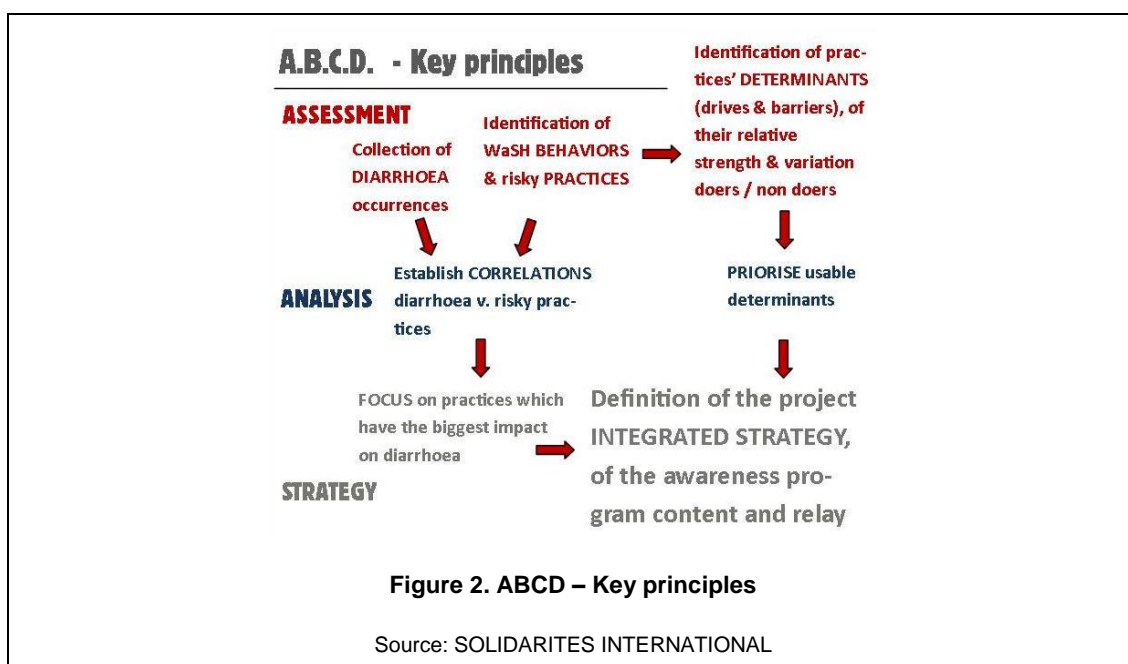 A.B.C.D. - Key principles
ASSESSMENT
Collection of
DIARRHOEA
occurrences
Identification of
WaSH BEHAVIORS
& risky PRACTICES
Identification of prac-
tices' DETERMINANTS
(drives & barriers), of
their relative
strength & variation
doers / non doers
ANALYSIS
Establish CORRELATIONS
diarrhoea v. risky prac-
tices
PRIORISE usable
determinants
STRATEGY
FOCUS on practices which
have the biggest impact
on diarrhoea
Definition of the project
INTEGRATED STRATEGY,
of the awareness pro-
gram content and relay
Figure 2. ABCD – Key principles
Source: SOLIDARITES INTERNATIONAL